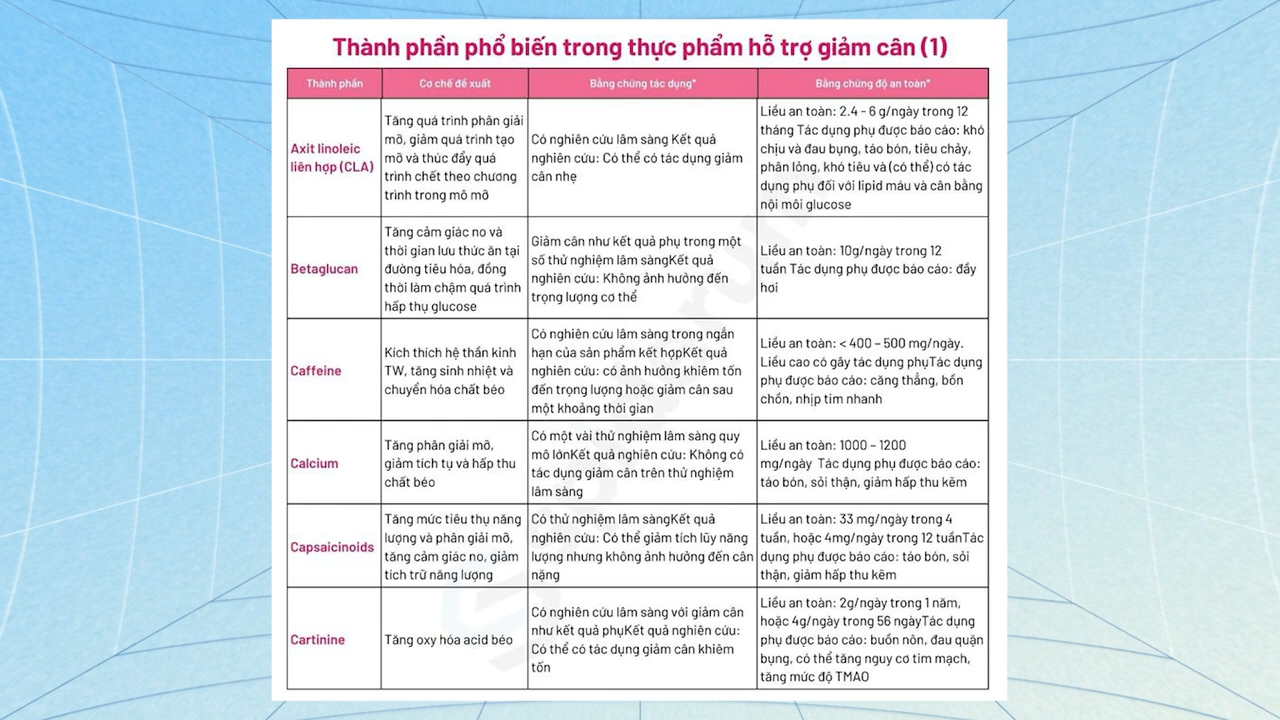 Thành phần phổ biến trong thực phẩm hỗ trợ giảm cân (1)
Thành phần
Cơ chế đề xuất
Bằng chứng tác dụng*
Bằng chứng độ an toàn*
Axit linoleic
liên hợp (CLA)
Tăng quá trình phân giải
mỡ, giảm quá trình tạo
mỡ và thúc đẩy quá
trình chết theo chương
trình trong mô mỡ
Có nghiên cứu lâm sàng Kết quả
nghiên cứu: Có thể có tác dụng giảm
cân nhẹ
Liều an toàn: 2.4 - 6 g/ngày trong 12
tháng Tác dụng phụ được báo cáo: khó
chịu và đau bụng, táo bón, tiêu chảy,
phân lỏng, khó tiêu và (có thể) có tác
dụng phụ đối với lipid máu và cân bằng
nội môi glucose
Betaglucan
Tăng cảm giác no và
thời gian lưu thức ăn tại
đường tiêu hóa, đồng
thời làm chậm quá trình
hấp thụ glucose
Giảm cân như kết quả phụ trong một
số thử nghiệm lâm sàngKết quả
nghiên cứu: Không ảnh hưởng đến
trọng lượng cơ thể
Liều an toàn: 10g/ngày trong 12
tuần Tác dụng phụ được báo cáo: đầy
hơi
Caffeine
Kích thích hệ thần kinh
TW, tăng sinh nhiệt và
chuyển hóa chất béo
Có nghiên cứu lâm sàng trong ngắn
hạn của sản phẩm kết hợpKết quả
nghiên cứu: có ảnh hưởng khiêm tốn
đến trọng lượng hoặc giảm cân sau
một khoảng thời gian
Liều an toàn: < 400 – 500 mg/ngày.
Liều cao có gây tác dụng phụTác dụng
phụ được báo cáo: căng thẳng, bồn
chồn, nhịp tim nhanh
Calcium
Tăng phân giải mỡ,
giảm tích tụ và hấp thu
chất béo
Có một vài thử nghiệm lâm sàng quy
mô lớnKết quả nghiên cứu: Không có
tác dụng giảm cân trên thử nghiệm
lâm sàng
Liều an toàn: 1000 – 1200
mg/ngày Tác dụng phụ được báo cáo:
táo bón, sỏi thận, giảm hấp thu kẽm
Capsaicinoids
Tăng mức tiêu thụ năng
lượng và phân giải mỡ,
tăng cảm giác no, giảm
tích trữ năng lượng
Có thử nghiệm lâm sàngKết quả
nghiên cứu: Có thể giảm tích lũy năng
lượng nhưng không ảnh hưởng đến cân
nặng
Liều an toàn: 33 mg/ngày trong 4
tuần, hoặc 4mg/ngày trong 12 tuầnTác
dụng phụ được báo cáo: táo bón, sỏi
thận, giảm hấp thu kẽm
Cartinine
Tăng oxy hóa acid béo
Có nghiên cứu lâm sàng với giảm cân
như kết quả phụKết quả nghiên cứu:
Có thể có tác dụng giảm cân khiêm
tốn
Liều an toàn: 2g/ngày trong 1 năm,
hoặc 4g/ngày trong 56 ngàyTác dụng
phụ được báo cáo: buồn nôn, đau quặn
bụng, có thể tăng nguy cơ tim mạch,
tăng mức độ TMAO